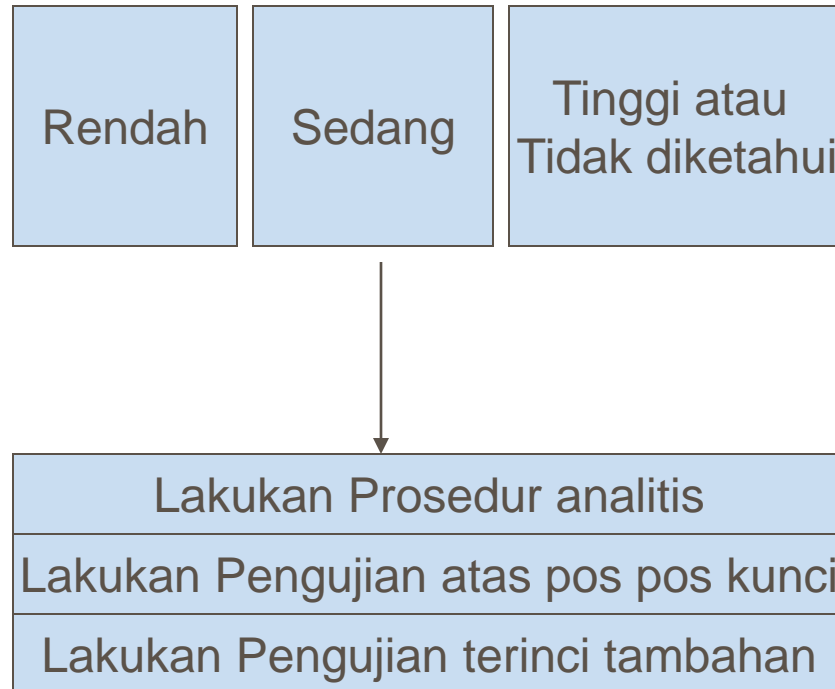 Rendah
Sedang
Tinggi atau
Tidak diketahui
Lakukan Prosedur analitis
Lakukan Pengujian atas pos pos kunci
Lakukan Pengujian terinci tambahan